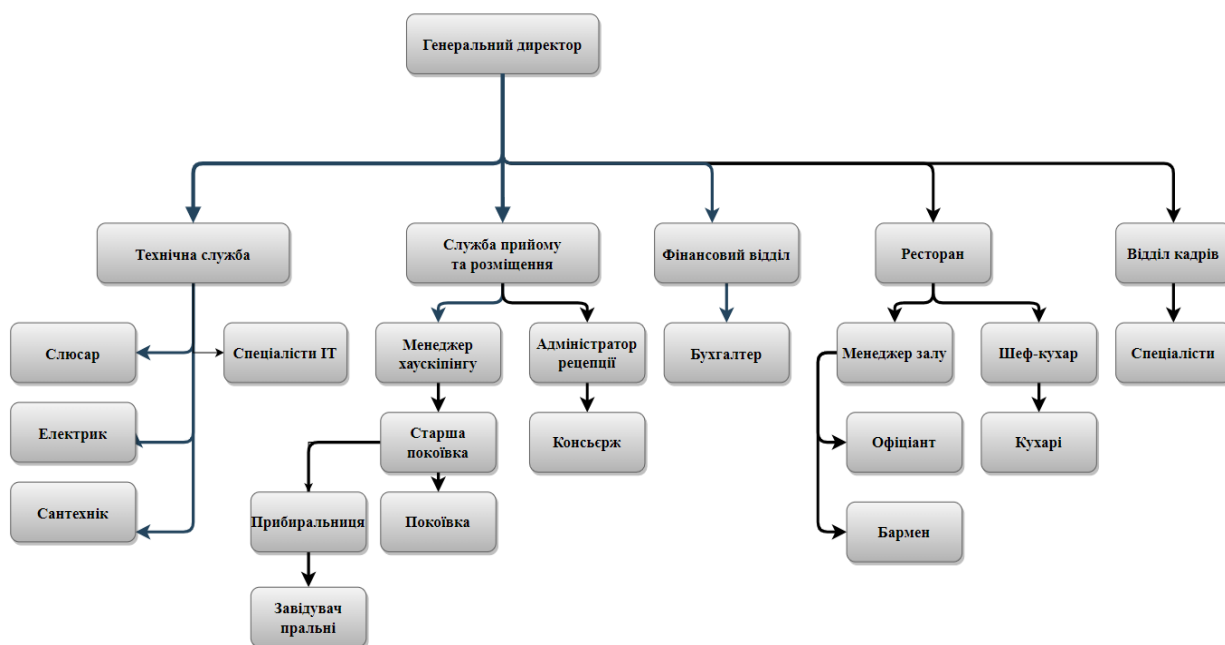 Генеральний директор
Технічна служба
Служба прийому
та розміщення
Фінансовий відділ
Ресторан
Відділ кадрів
Слюсар
Спеціалісти ІТ
Менеджер
хаускіпінгу
Адміністратор
рецепції
Бухгалтер
Менеджер залу
Шеф-кухар
Спеціалісти
Електрик
Старша
покоївка
Консьєрж
Офіціант
Кухарі
Сантехнік
Прибиральниця
Покоївка
Бармен
Завідувач
пральні